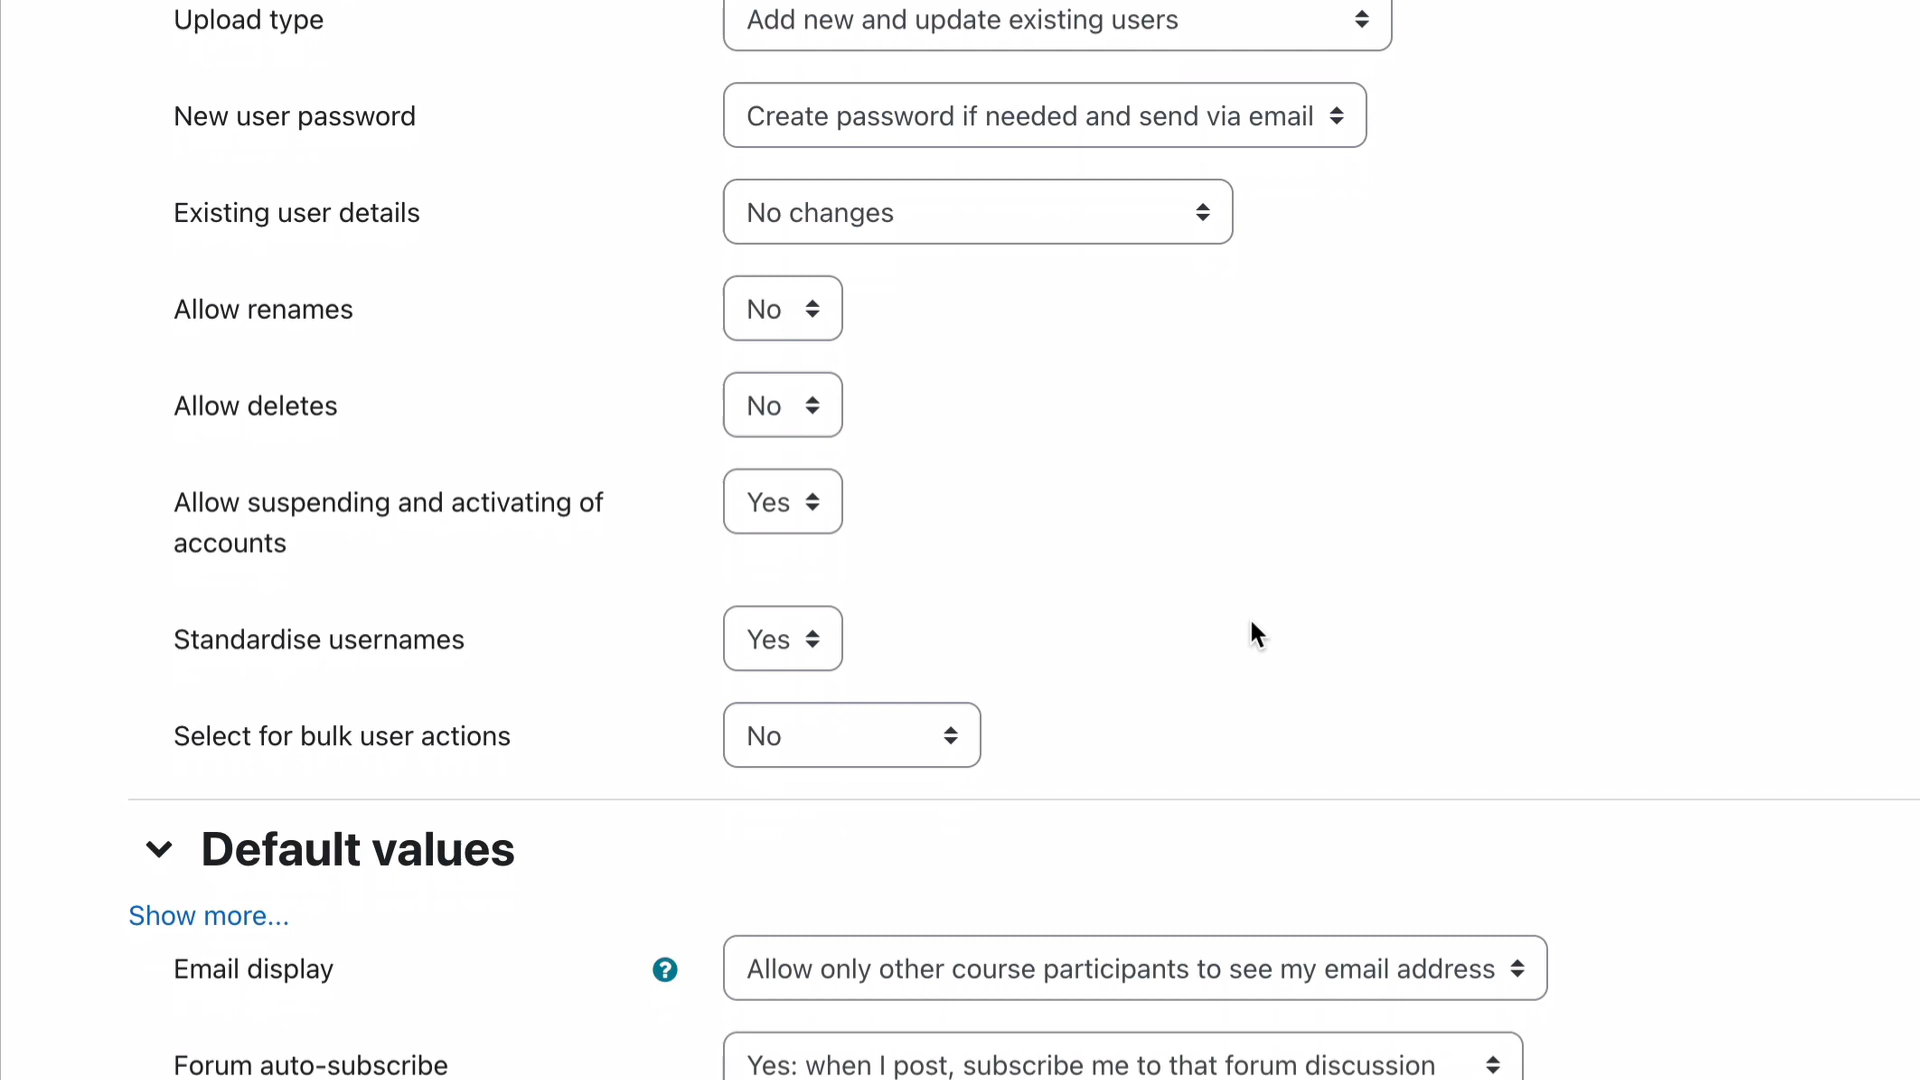 Upload type
Add new and update existing users
New user password
Create password if needed and send via email
Existing user details
No changes
Allow renames
No
Allow deletes
No
Allow suspending and activating of
accounts
Yes
Standardise usernames
Yes
Select for bulk user actions
No
Default values
Show more...
Email display
?
Allow only other course participants to see my email address
Forum auto-subscribe
Yes: when I post, subscribe me to that forum discussion